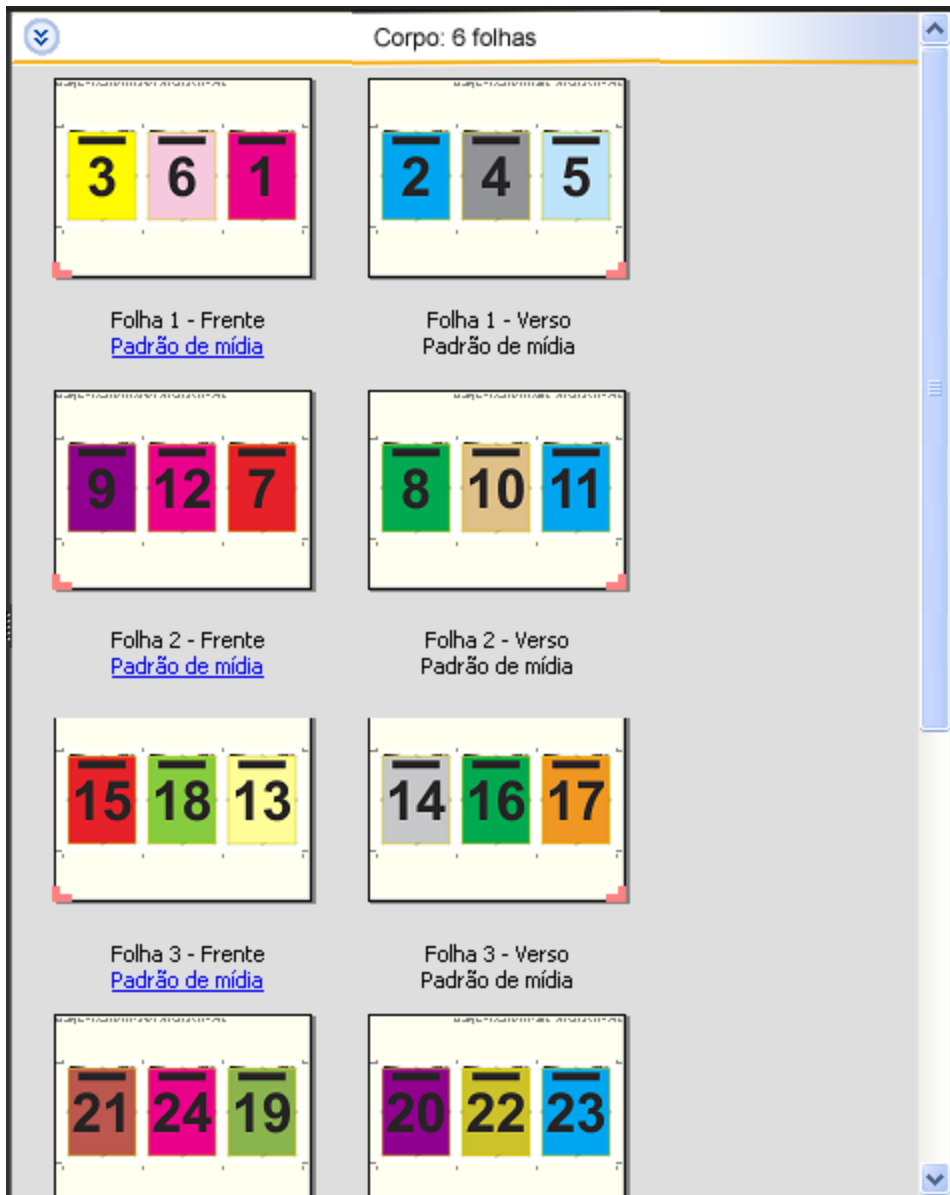 Corpo: 6 folhas
3 6 1
2 4 5
Folha 1 - Frente
Padrão de mídia
Folha 1 - Verso
Padrão de mídia
9 12 7
8 10 11
Folha 2 - Frente
Padrão de mídia
Folha 2 - Verso
Padrão de mídia
15 18 13
14 16 17
Folha 3 - Frente
Padrão de mídia
Folha 3 - Verso
Padrão de mídia
21 24 19
20 22 23